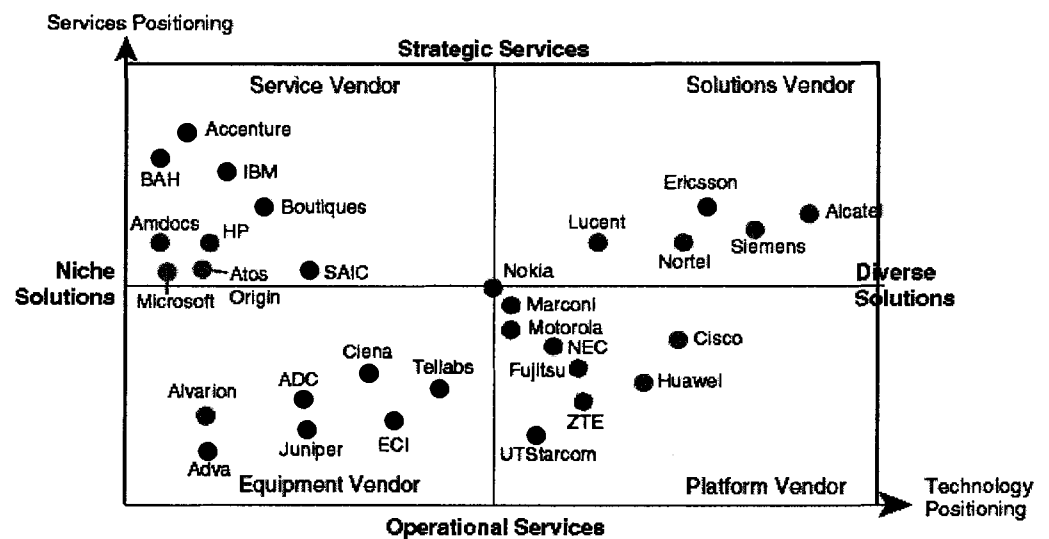 Services Positioning
Strategic Services
Service Vendor
Solutions Vendor
Accenture
BAH
IBM
Boutiques
Ericsson
Alcatel
Amdocs
HP
Lucent
Siemens
Nortel
Niche
Solutions
SAIC
Atos
Origin
Microsoft
Nokia
Diverse
Solutions
Marconi
Motorola
NEC
Cisco
Fujitsu
Huawei
Ciena
Tellabs
ADC
Alvarion
ZTE
Juniper
ECI
UTStarcom
Adva
Equipment Vendor
Platform Vendor
Technology
Positioning
Operational Services